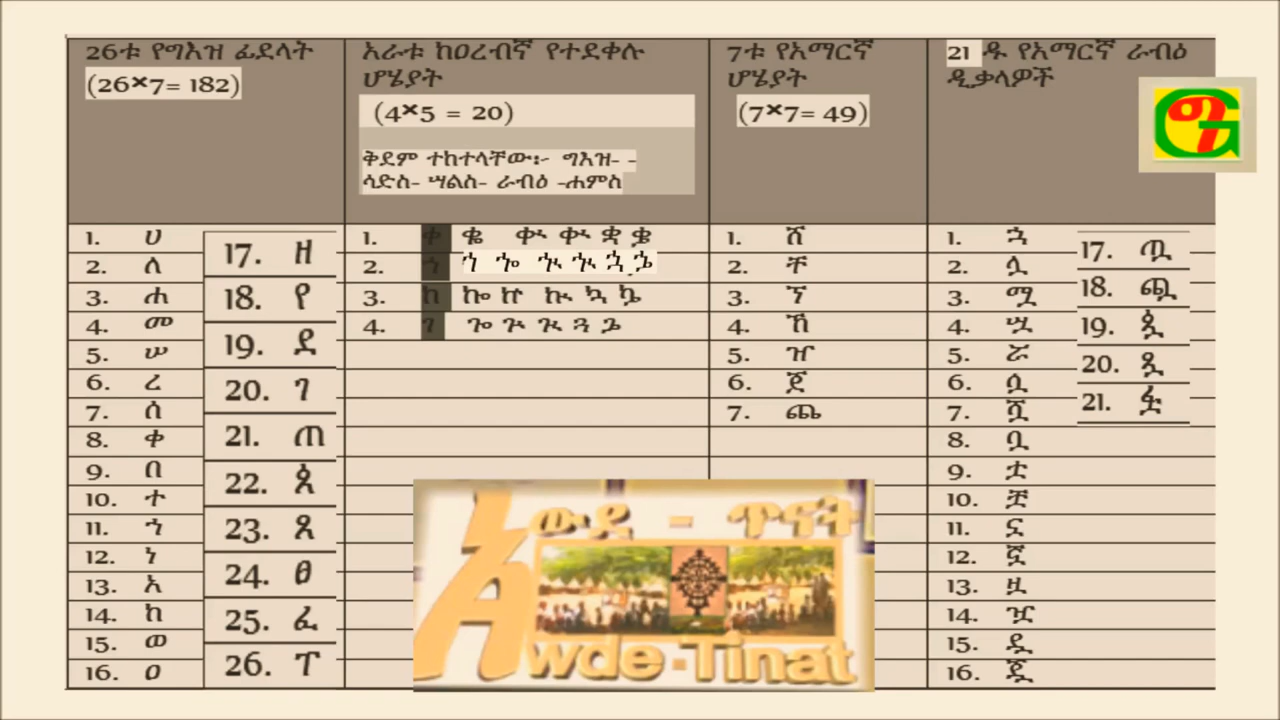 26ቱ የግእዝ ፊደላት
(26×7= 182)
1. ሀ
2. ለ
3. ሐ
4. መ
5. ሠ
6. ረ
7. ሰ
8. ቀ
9. በ
10. ተ
11. ኀ
12. ነ
13. አ
14. ከ
15. ወ
16. ዐ
17. ዘ
18. የ
19. ደ
20. ገ
21. ጠ
22. ጰ
23. ጸ
24. ፀ
25. ፈ
26. ፐ
አራቱ ከዐረብኛ የተደቀሉ
ሆሄያት
(4×5 = 20)
ቅደም ተከተላቸው፡- ግእዝ- -
ሳድስ- ሣልስ- ራብዕ -ሐምስ
1. ቀ ቈ ቍ ቊ ቋ ቌ
2. ኀ ኀ ኈ ኍ ኊ ኋ ኌ
3. ከ ኰ ኵ ኲ ኳ ኴ
4. ገ ጐ ጕ ጒ ጓ ጔ
7ቱ የአማርኛ
ሆሄያት
(7×7= 49)
1. ሸ
2. ቸ
3. ኘ
4. ኸ
5. ዠ
6. ጀ
7. ጨ
21 ዱ የአማርኛ ራብዕ
ዲቃላዎች
1. ኋ
2. ሏ
3. ሟ
4. ሧ
5. ሯ
6. ሷ
7. ሿ
8. ቧ
9. ቷ
10. ቿ
11. ኗ
12. ኟ
13. ዟ
14. ዧ
15. ዷ
16. ጇ
17. ጧ
18. ጯ
19. ጷ
20. ጿ
21. ፏ
ግ
አ
ውደ - ጥናት
Awde-Tinat